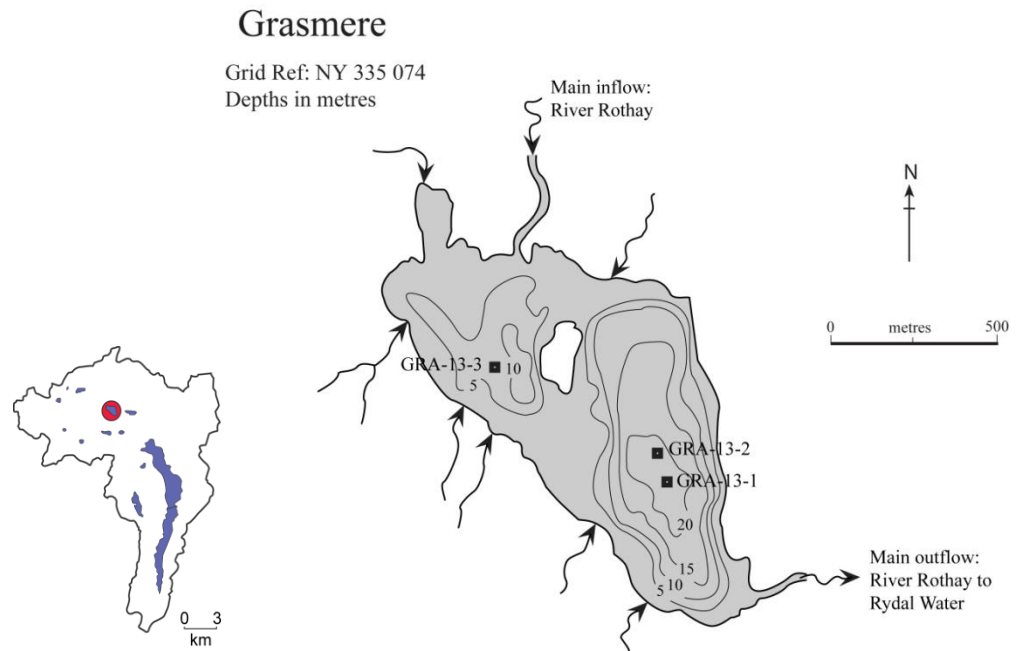 Grasmere
Grid Ref: NY 335 074
Depths in metres
Main inflow:
River Rothay
N
0 metres 500
GRA-13-3
10
5
GRA-13-2
GRA-13-1
20
15
10
5
Main outflow:
River Rothay to
Rydal Water
0 3
km